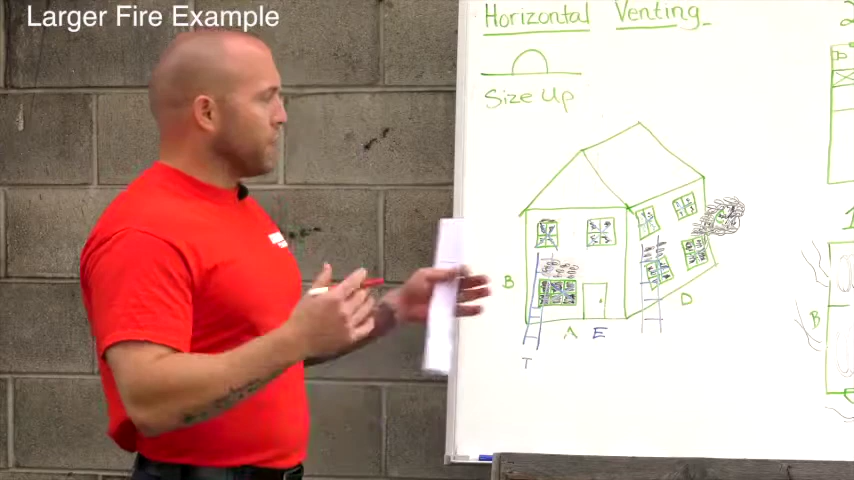 Larger Fire Example
Horizontal Venting
Size Up
B
A
E
D
T
B